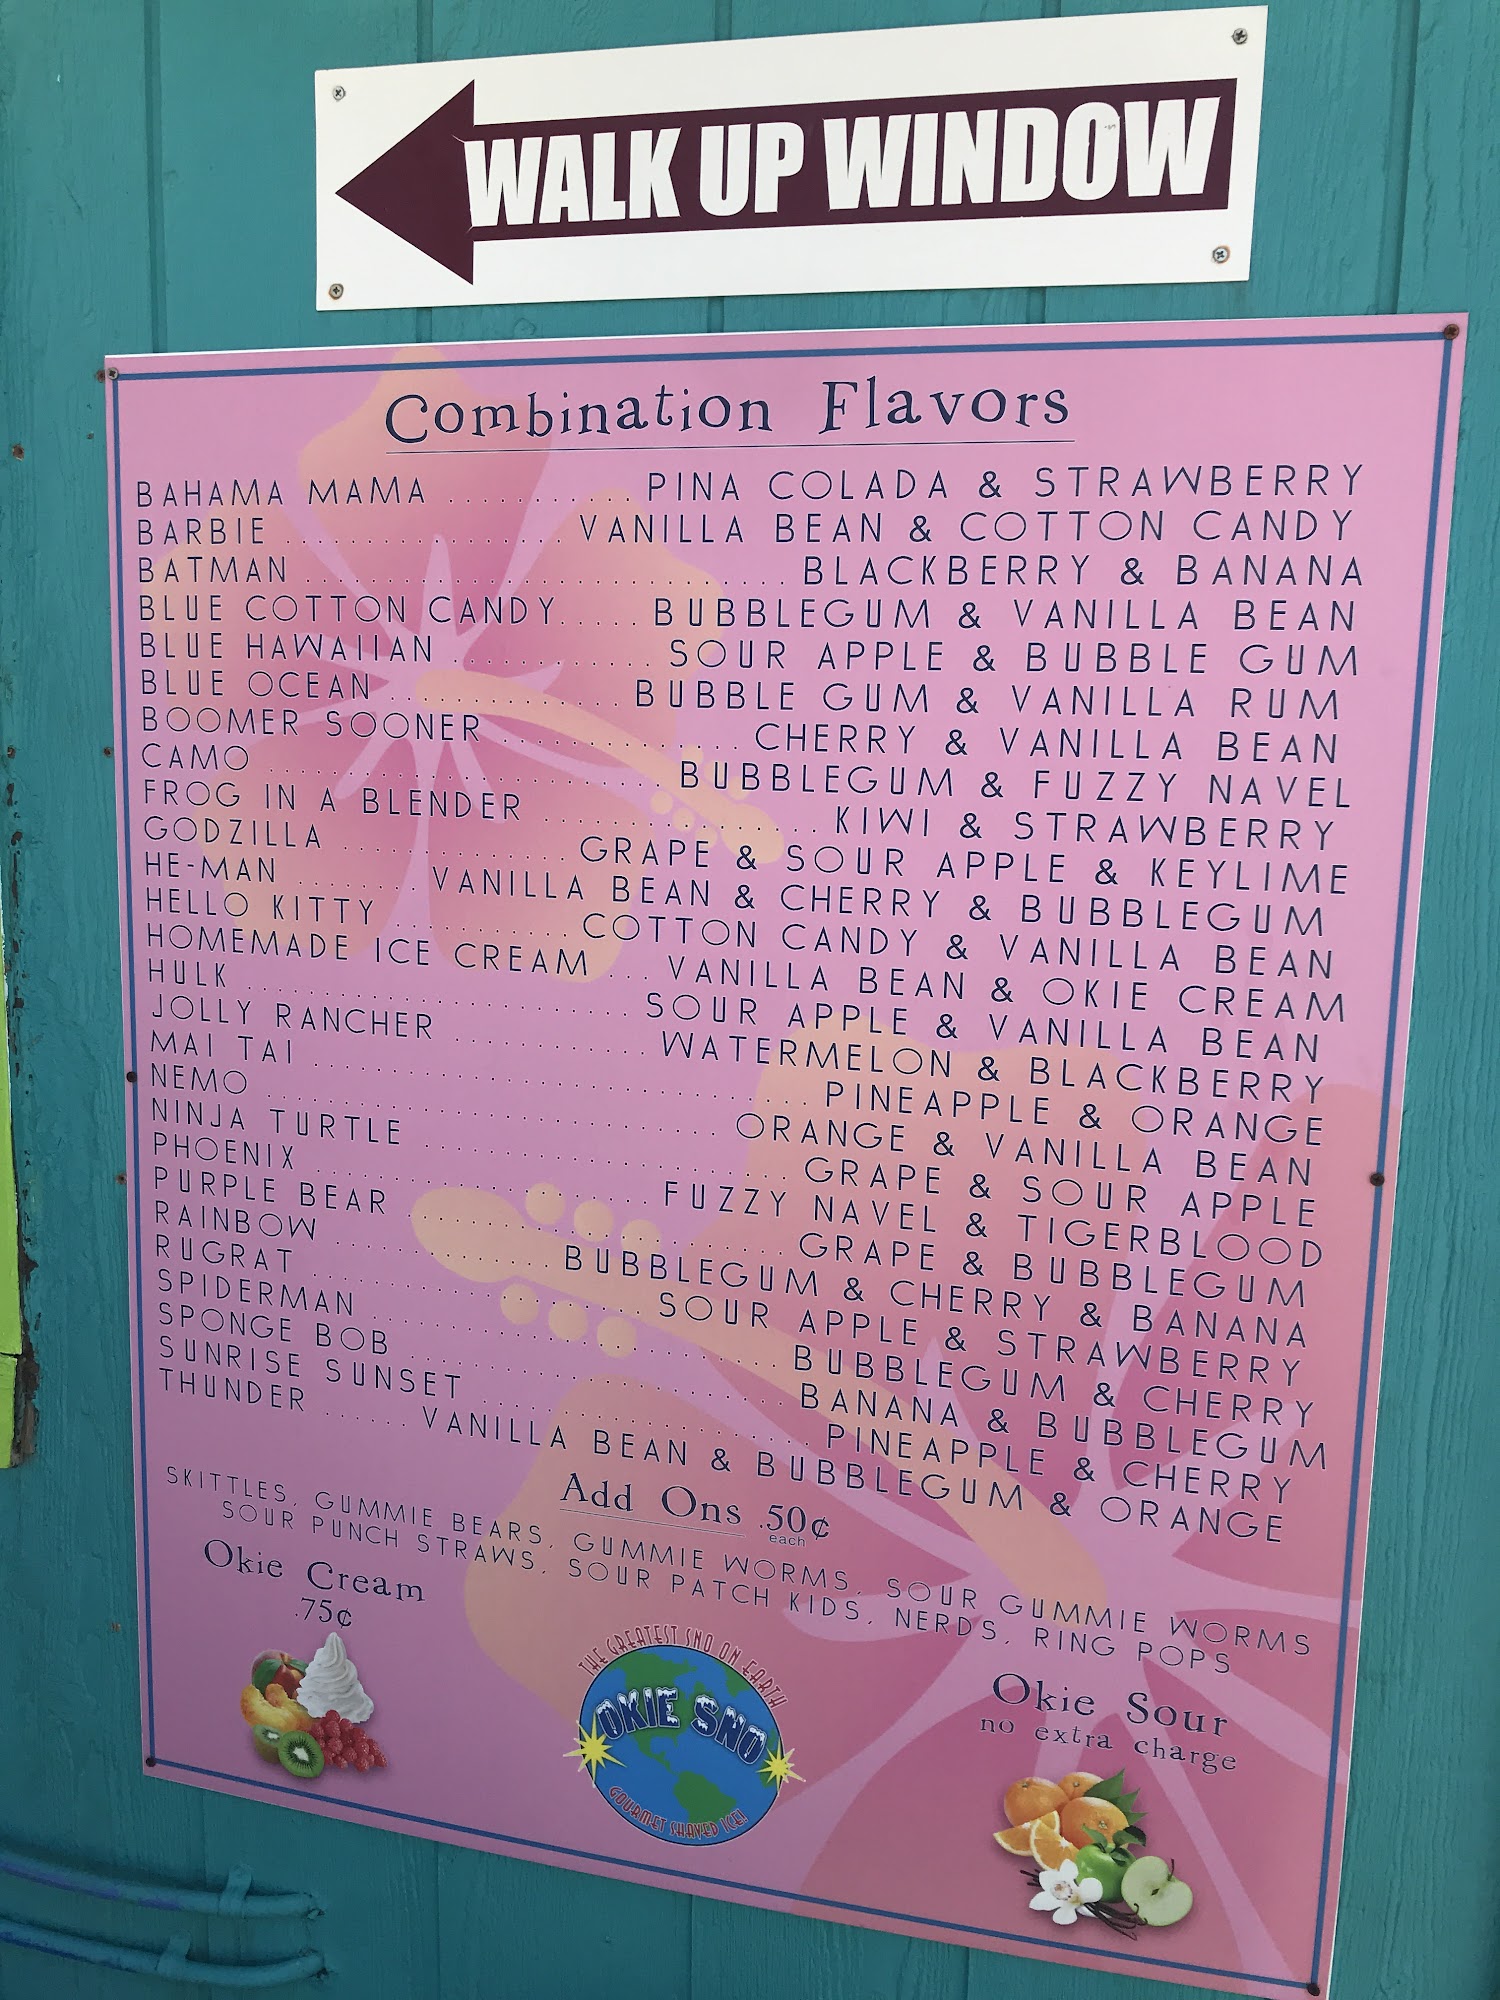 WALK UP WINDOW
Combination Flavors
BAHAMA MAMA ............ PINA COLADA & STRAWBERRY
BARBIE .................. VANILLA BEAN & COTTON CANDY
BATMAN ................................ BLACKBERRY & BANANA
BLUE COTTON CANDY..... BUBBLEGUM & VANILLA BEAN
BLUE HAWAIIAN ............. SOUR APPLE & BUBBLE GUM
BLUE OCEAN ............... BUBBLE GUM & VANILLA RUM
BOOMER SOONER ................ CHERRY & VANILLA BEAN
CAMO ........................... BUBBLEGUM & FUZZY NAVEL
FROG IN A BLENDER ................... KIWI & STRAWBERRY
GODZILLA ............... GRAPE & SOUR APPLE & KEYLIME
HE-MAN ........ VANILLA BEAN & CHERRY & BUBBLEGUM
HELLO KITTY ............. COTTON CANDY & VANILLA BEAN
HOMEMADE ICE CREAM ... VANILLA BEAN & OKIE CREAM
HULK .......................... SOUR APPLE & VANILLA BEAN
JOLLY RANCHER ............. WATERMELON & BLACKBERRY
MAI TAI .................................. PINEAPPLE & ORANGE
NEMO .............................. ORANGE & VANILLA BEAN
NINJA TURTLE ......................... GRAPE & SOUR APPLE
PHOENIX ........................ FUZZY NAVEL & TIGERBLOOD
PURPLE BEAR ......................... GRAPE & BUBBLEGUM
RAINBOW ............... BUBBLEGUM & CHERRY & BANANA
RUGRAT ....................... SOUR APPLE & STRAWBERRY
SPIDERMAN ........................... BUBBLEGUM & CHERRY
SPONGE BOB .......................... BANANA & BUBBLEGUM
SUNRISE SUNSET ....................... PINEAPPLE & CHERRY
THUNDER ...... VANILLA BEAN & BUBBLEGUM & ORANGE
Add Ons .50¢
each
SKITTLES, GUMMIE BEARS, GUMMIE WORMS, SOUR GUMMIE WORMS
SOUR PUNCH STRAWS, SOUR PATCH KIDS, NERDS, RING POPS
Okie Cream
.75¢
THE GREATEST SNO ON EARTH
OKIE SNO
GOURMET SHAVED ICE!
Okie Sour
no extra charge